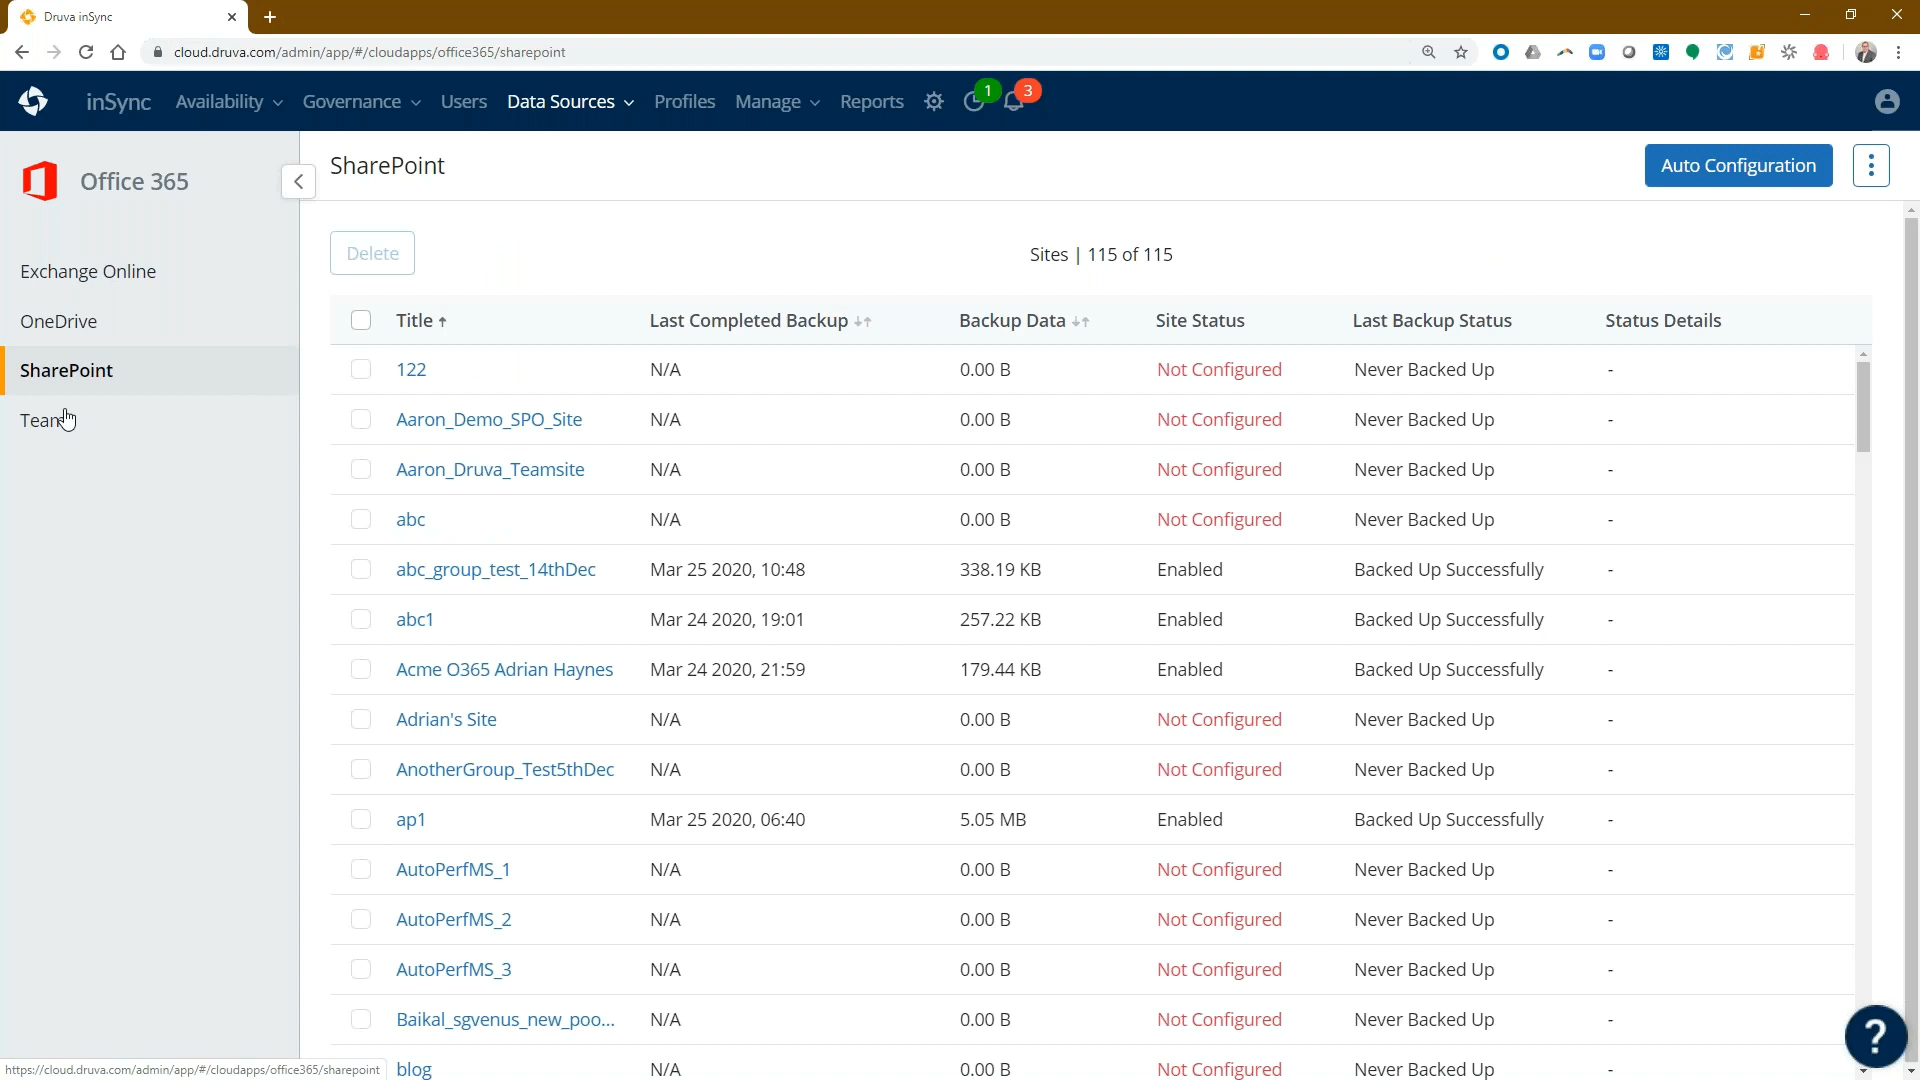 Druva inSync
cloud.druva.com/admin/app/#/cloudapps/office365/sharepoint
inSync Availability Governance Users Data Sources Profiles Manage Reports 1 3
Office 365
SharePoint
Auto Configuration
Delete
Sites | 115 of 115
Exchange Online
OneDrive
SharePoint
Team
Title Last Completed Backup Backup Data Site Status Last Backup Status Status Details
122 N/A 0.00 B Not Configured Never Backed Up -
Aaron_Demo_SPO_Site N/A 0.00 B Not Configured Never Backed Up -
Aaron_Druva_Teamsite N/A 0.00 B Not Configured Never Backed Up -
abc N/A 0.00 B Not Configured Never Backed Up -
abc_group_test_14thDec Mar 25 2020, 10:48 338.19 KB Enabled Backed Up Successfully -
abc1 Mar 24 2020, 19:01 257.22 KB Enabled Backed Up Successfully -
Acme O365 Adrian Haynes Mar 24 2020, 21:59 179.44 KB Enabled Backed Up Successfully -
Adrian's Site N/A 0.00 B Not Configured Never Backed Up -
AnotherGroup_Test5thDec N/A 0.00 B Not Configured Never Backed Up -
ap1 Mar 25 2020, 06:40 5.05 MB Enabled Backed Up Successfully -
AutoPerfMS_1 N/A 0.00 B Not Configured Never Backed Up -
AutoPerfMS_2 N/A 0.00 B Not Configured Never Backed Up -
AutoPerfMS_3 N/A 0.00 B Not Configured Never Backed Up -
Baikal_sgvenus_new_poo... N/A 0.00 B Not Configured Never Backed Up -
blog N/A 0.00 B Not Configured Never Backed Up -
?
https://cloud.druva.com/admin/app/#/cloudapps/office365/sharepoint